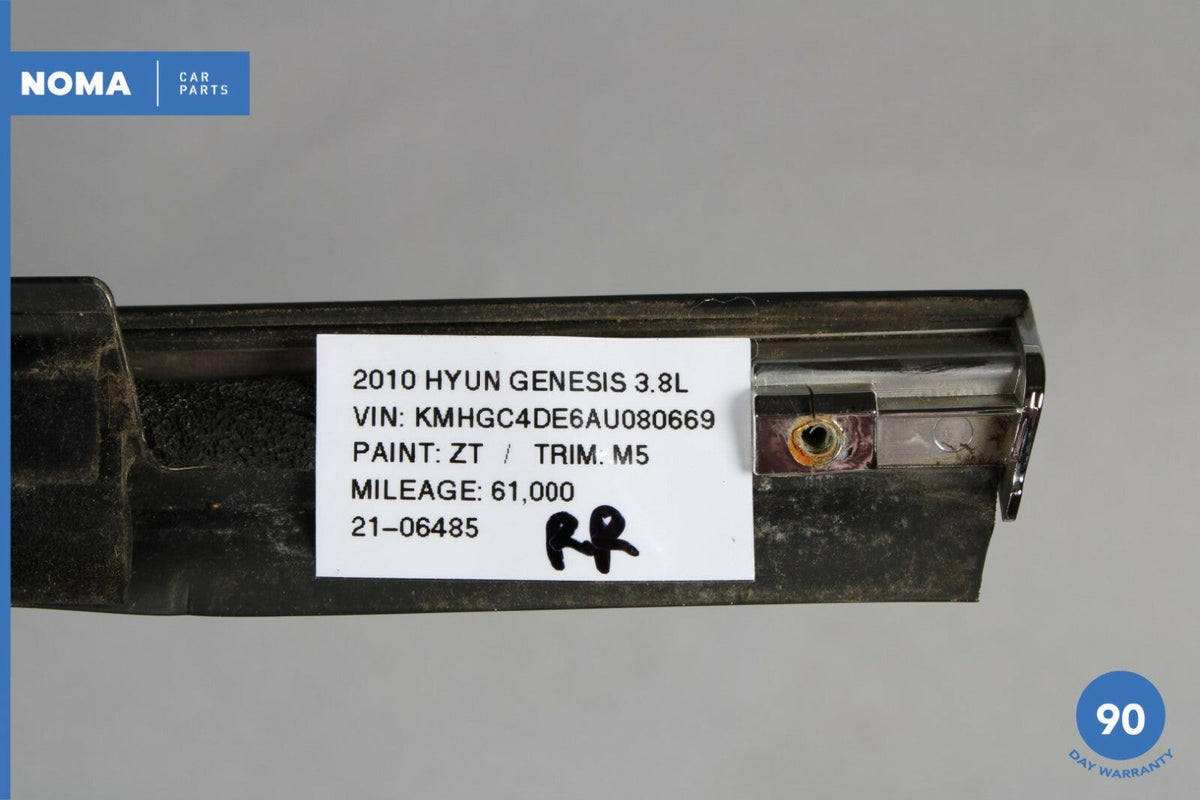 NOMA
CAR
PARTS
2010 HYUN GENESIS 3.8L
VIN: KMHGC4DE6AU080669
PAINT: ZT / TRIM: M5
MILEAGE: 61,000
21-06485
RR
90
DAY WARRANTY